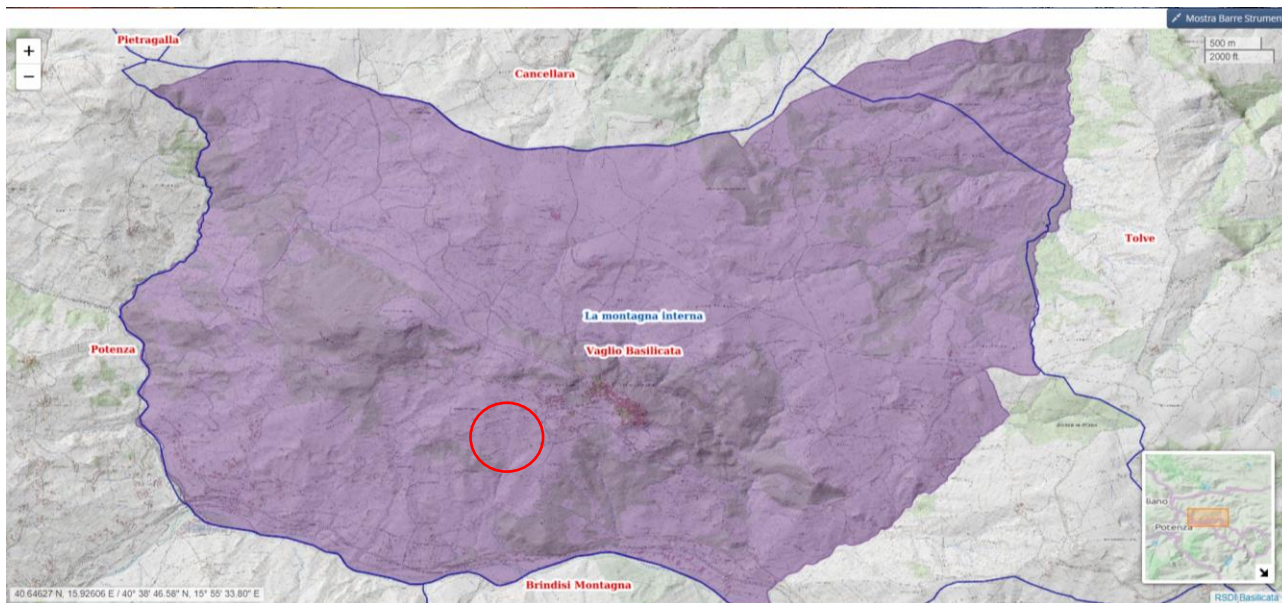 Mostra Barre Strumen
+
−
500 m
2000 ft
Pietragalla
Cancellara
Tolve
La montagna interna
Potenza
Vaglio Basilicata
Brindisi Montagna
liano
Potenza
40.64627 N, 15.92606 E / 40° 38' 46.58" N, 15° 55' 33.80" E
RSDI Basilicata